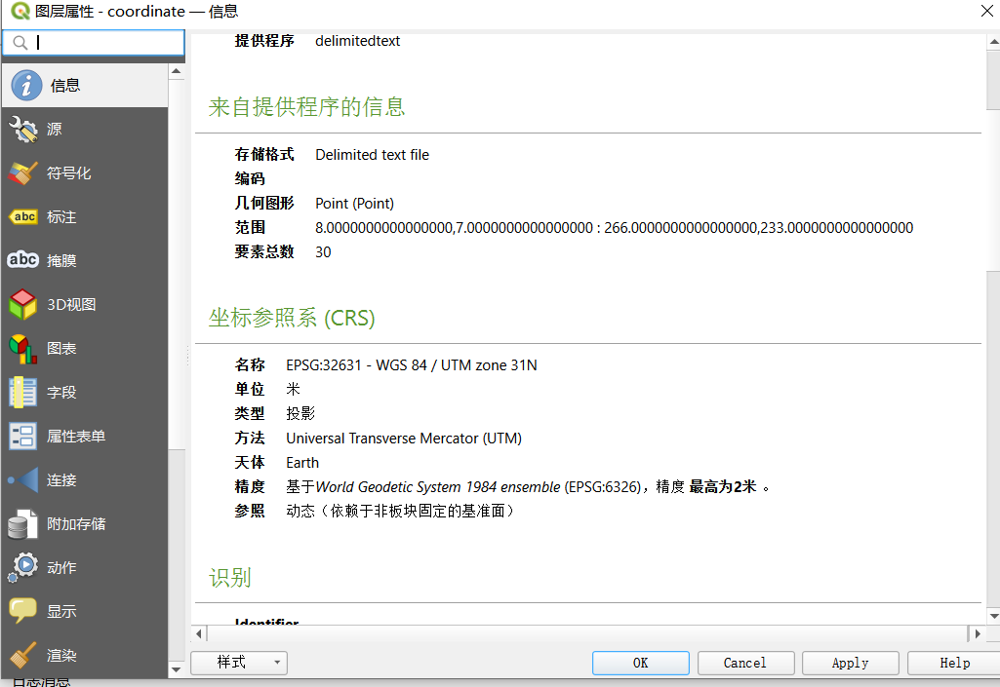 图层属性 - coordinate — 信息
信息
源
符号化
标注
掩膜
3D视图
图表
字段
属性表单
连接
附加存储
动作
显示
渲染
abc
abc
提供程序 delimitedtext
来自提供程序的信息
存储格式 Delimited text file
编码
几何图形 Point (Point)
范围 8.0000000000000000,7.0000000000000000 : 266.0000000000000000,233.0000000000000000
要素总数 30
坐标参照系 (CRS)
名称 EPSG:32631 - WGS 84 / UTM zone 31N
单位 米
类型 投影
方法 Universal Transverse Mercator (UTM)
天体 Earth
精度 基于World Geodetic System 1984 ensemble (EPSG:6326)，精度 最高为2米 。
参照 动态（依赖于非板块固定的基准面）
识别
Identifier
样式 OK Cancel Apply Help
日志消息